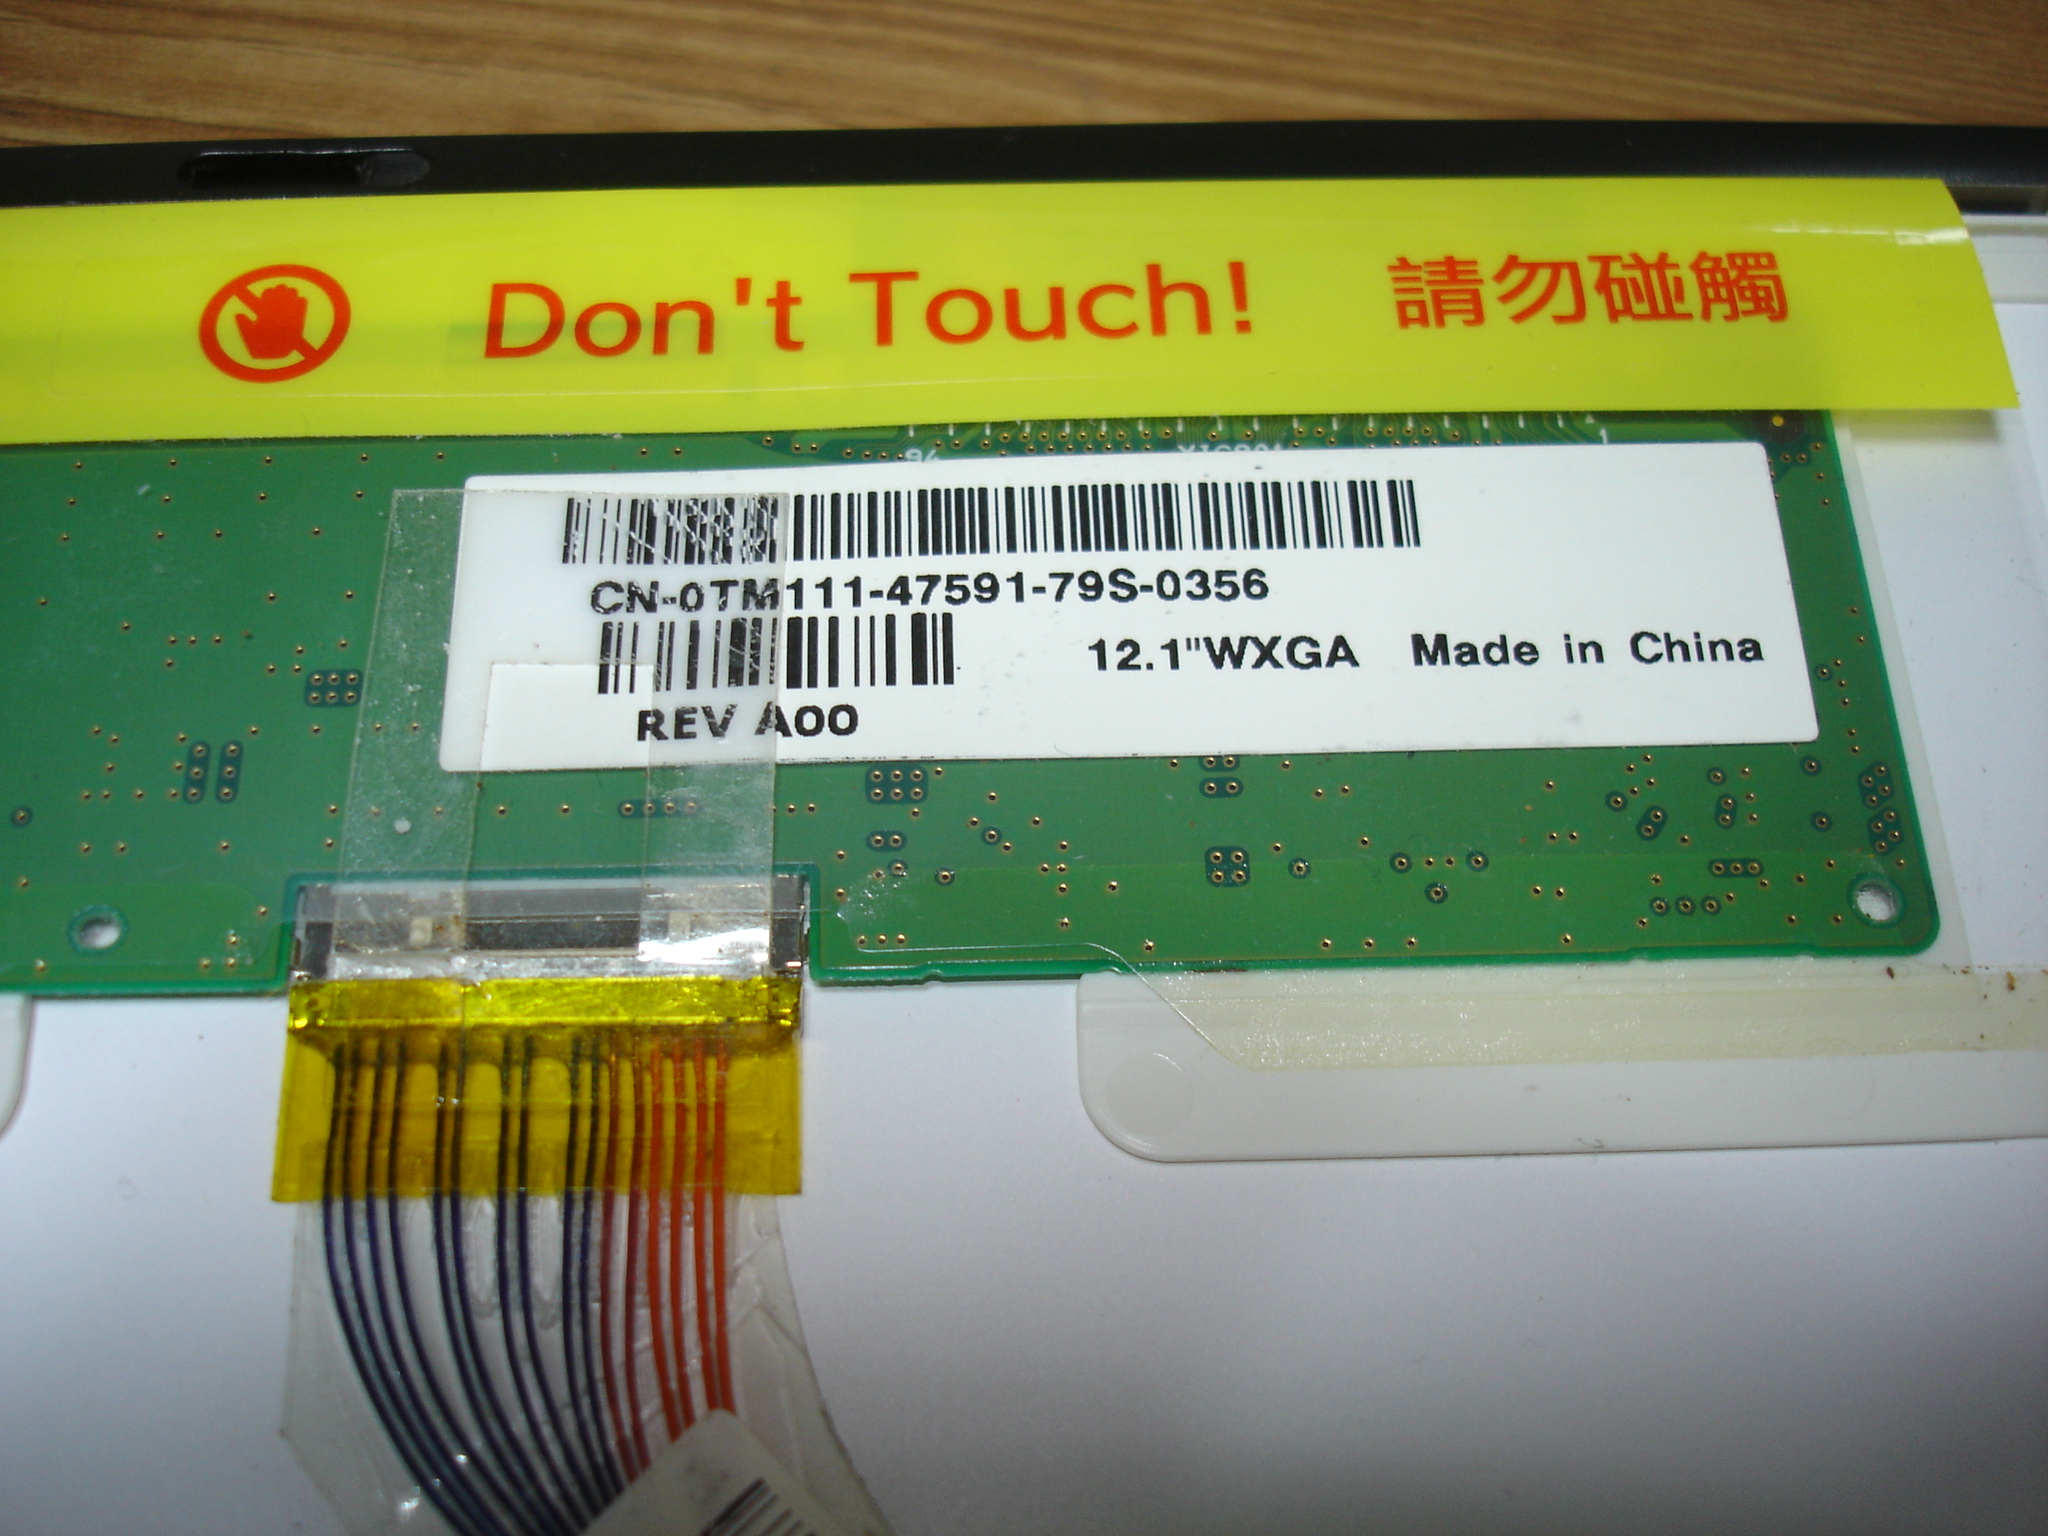 Don't Touch! 請勿碰觸
CN-0TM111-47591-79S-0356
12.1"WXGA Made in China
REV A00